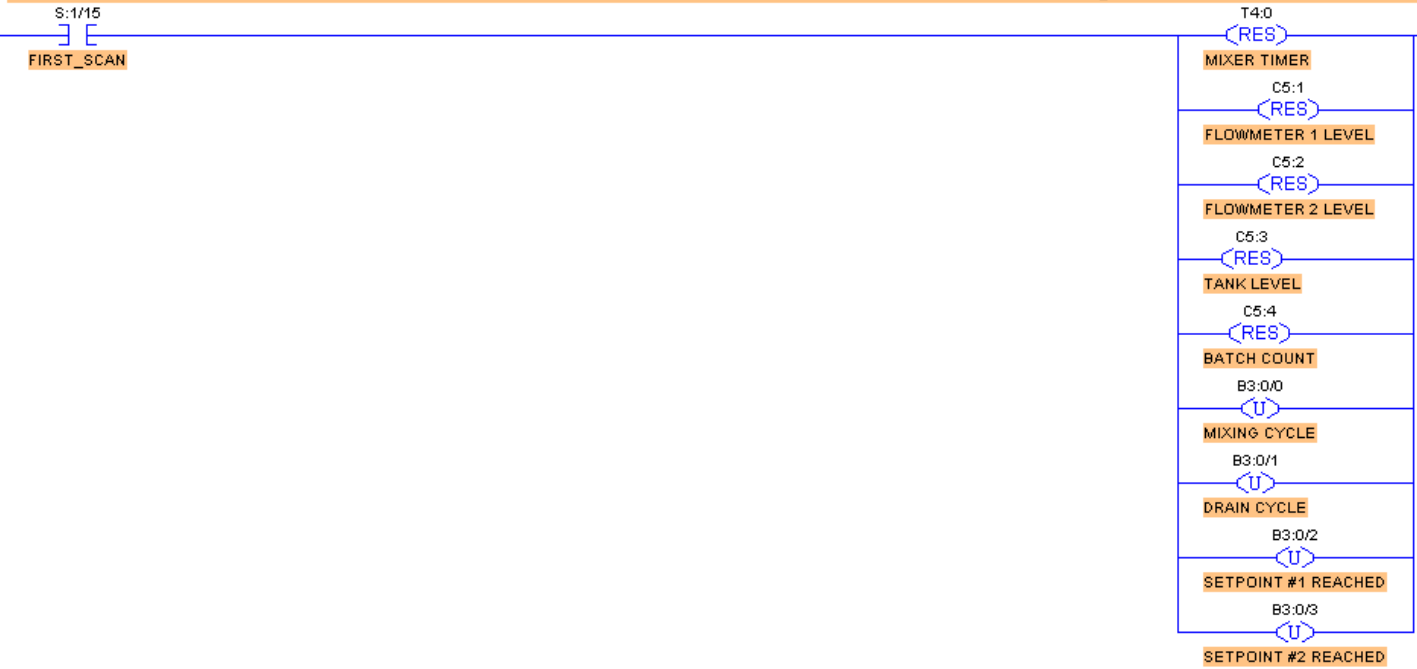 S:1/15
FIRST_SCAN
T4:0
RES
MIXER TIMER
C5:1
RES
FLOWMETER 1 LEVEL
C5:2
RES
FLOWMETER 2 LEVEL
C5:3
RES
TANK LEVEL
C5:4
RES
BATCH COUNT
B3:0/0
U
MIXING CYCLE
B3:0/1
U
DRAIN CYCLE
B3:0/2
U
SETPOINT #1 REACHED
B3:0/3
U
SETPOINT #2 REACHED